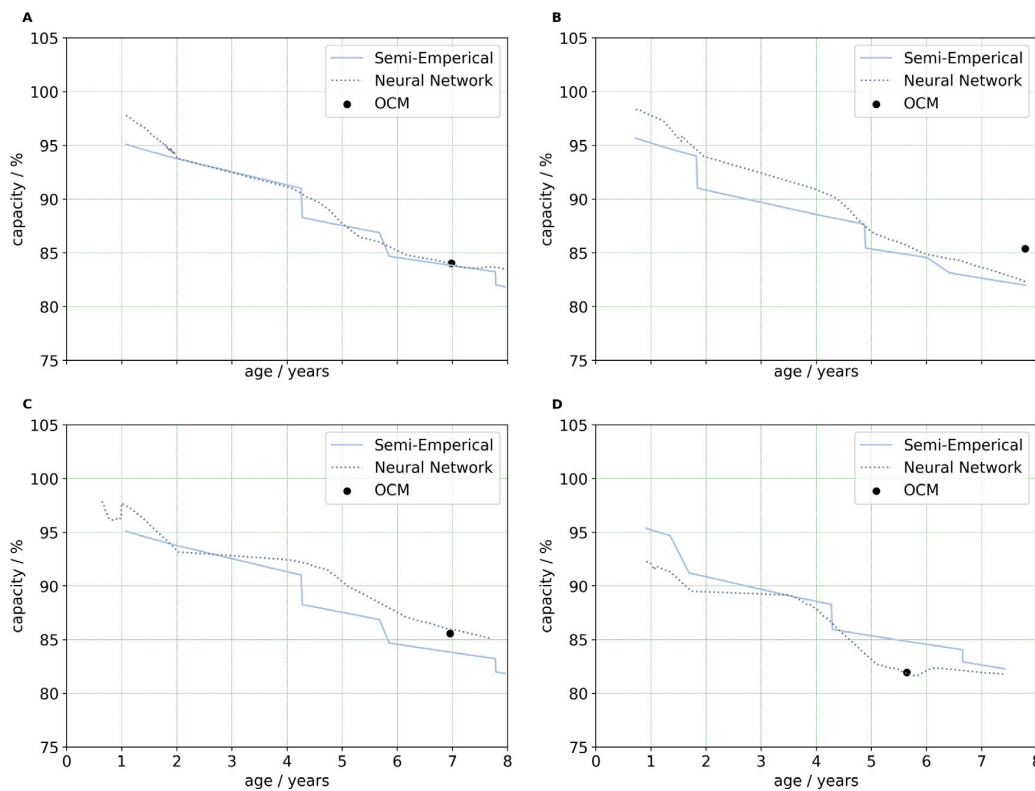 A
105
100
95
90
85
80
75
capacity / %
age / years
Semi-Emperical
Neural Network
OCM
B
105
100
95
90
85
80
75
capacity / %
age / years
Semi-Emperical
Neural Network
OCM
C
105
100
95
90
85
80
75
capacity / %
0 1 2 3 4 5 6 7 8
age / years
Semi-Emperical
Neural Network
OCM
D
105
100
95
90
85
80
75
capacity / %
0 1 2 3 4 5 6 7 8
age / years
Semi-Emperical
Neural Network
OCM